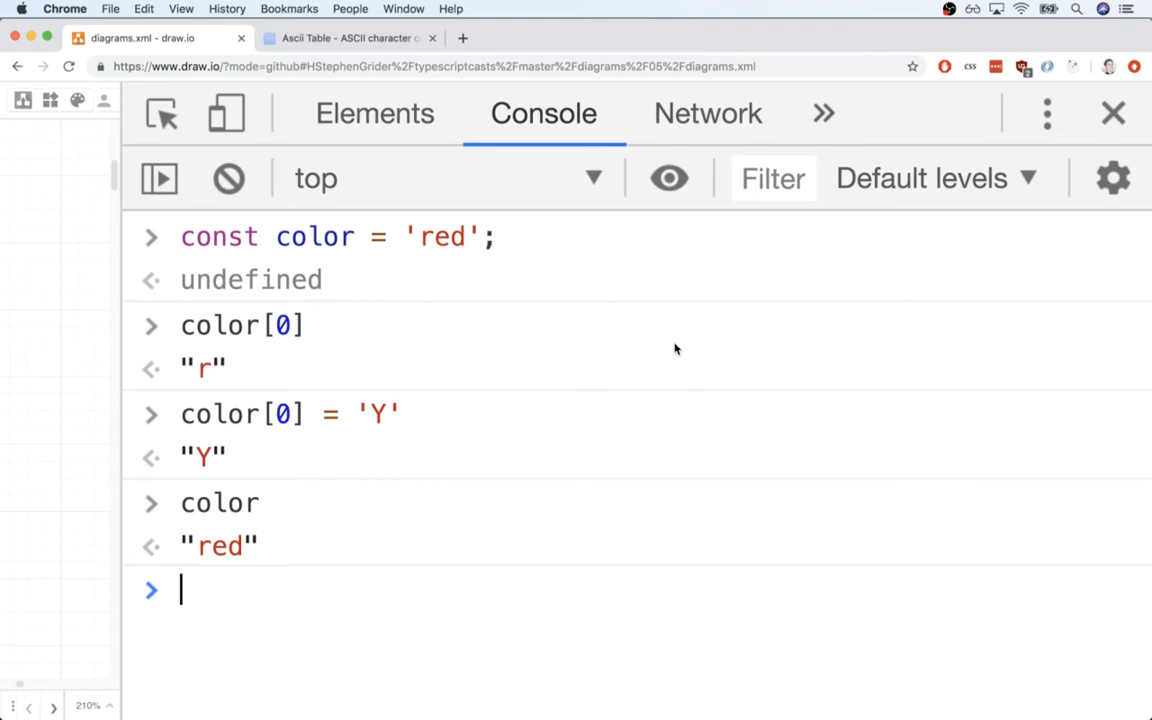 Chrome File Edit View History Bookmarks People Window Help
diagrams.xml - draw.io
Ascii Table - ASCII character c
https://www.draw.io/?mode=github#HStephenGrider%2Ftypescriptcasts%2Fmaster%2Fdiagrams%2F05%2Fdiagrams.xml
CSS
2
Elements Console Network
top Filter Default levels
const color = 'red';
undefined
color[0]
"r"
color[0] = 'Y'
"Y"
color
"red"
210%